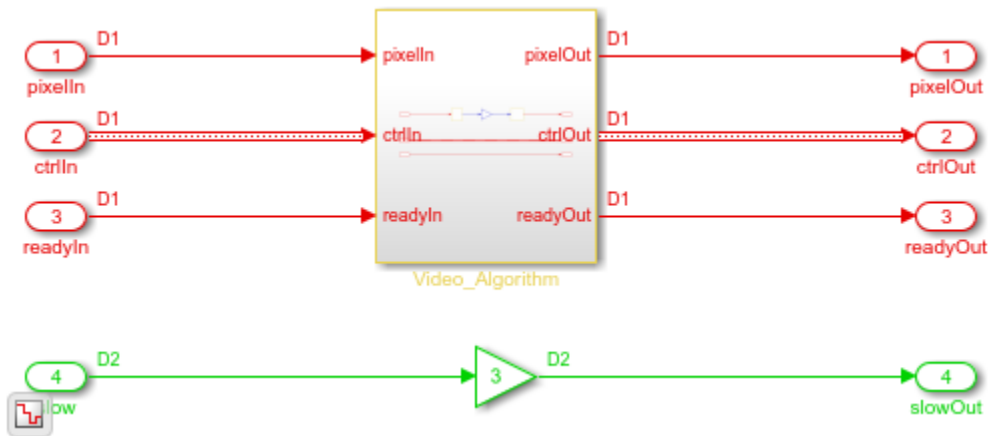 D1
D1
1
pixelIn
pixelIn
pixelOut
1
pixelOut
D1
D1
2
ctrlIn
ctrlIn
ctrlOut
2
ctrlOut
D1
D1
3
readyIn
readyIn
readyOut
3
readyOut
Video_Algorithm
D2
D2
4
3
4
slowOut